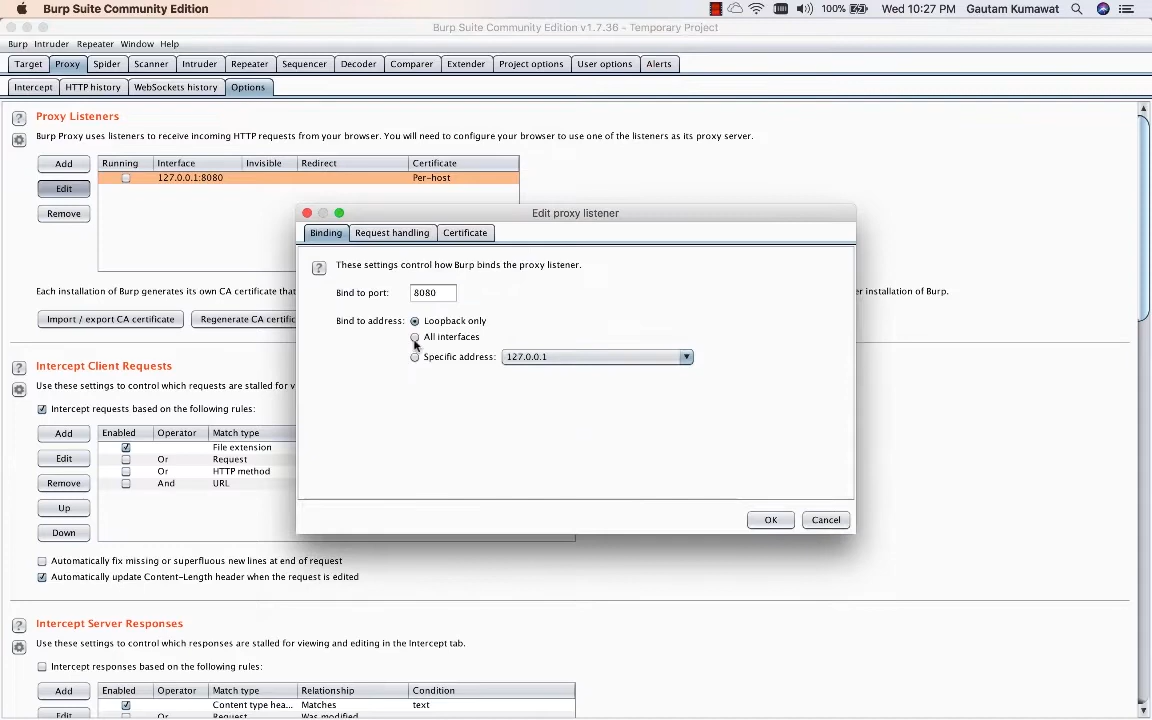 Burp Suite Community Edition 100% Wed 10:27 PM Gautam Kumawat
Burp Suite Community Edition v1.7.36 - Temporary Project
Burp Intruder Repeater Window Help
Target Proxy Spider Scanner Intruder Repeater Sequencer Decoder Comparer Extender Project options User options Alerts
Intercept HTTP history WebSockets history Options
? Proxy Listeners
Burp Proxy uses listeners to receive incoming HTTP requests from your browser. You will need to configure your browser to use one of the listeners as its proxy server.
Add Running Interface Invisible Redirect Certificate
127.0.0.1:8080 Per-host
Edit
Remove
Edit proxy listener
Binding Request handling Certificate
? These settings control how Burp binds the proxy listener.
Bind to port: 8080
Bind to address: Loopback only
All interfaces
Specific address: 127.0.0.1
OK Cancel
Each installation of Burp generates its own CA certificate that er installation of Burp.
Import / export CA certificate Regenerate CA certific
? Intercept Client Requests
Use these settings to control which requests are stalled for v
Intercept requests based on the following rules:
Add Enabled Operator Match type
File extension
Edit Or Request
Or HTTP method
Remove And URL
Up
Down
Automatically fix missing or superfluous new lines at end of request
Automatically update Content-Length header when the request is edited
? Intercept Server Responses
Use these settings to control which responses are stalled for viewing and editing in the Intercept tab.
Intercept responses based on the following rules:
Add Enabled Operator Match type Relationship Condition
Content type hea... Matches text
Edit Or Request Was modified